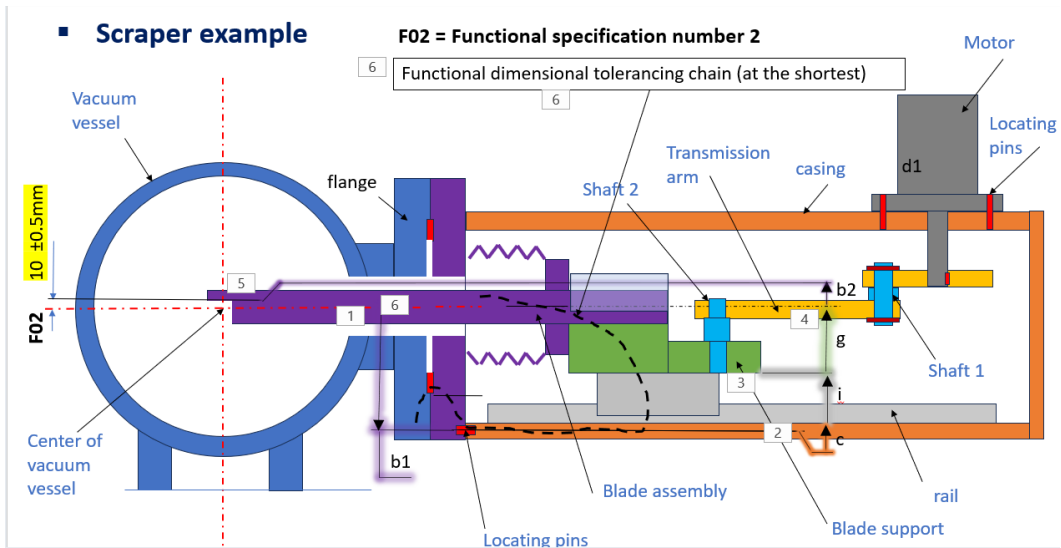 ▪ Scraper example
F02 = Functional specification number 2
6
Functional dimensional tolerancing chain (at the shortest)
6
Motor
Vacuum
vessel
Locating
pins
d1
Transmission
arm
casing
flange
Shaft 2
10 ±0.5mm
F02
5
b2
6
1
4
g
Shaft 1
3
i
Center of
vacuum
vessel
2
c
b1
Blade assembly
rail
Blade support
Locating pins